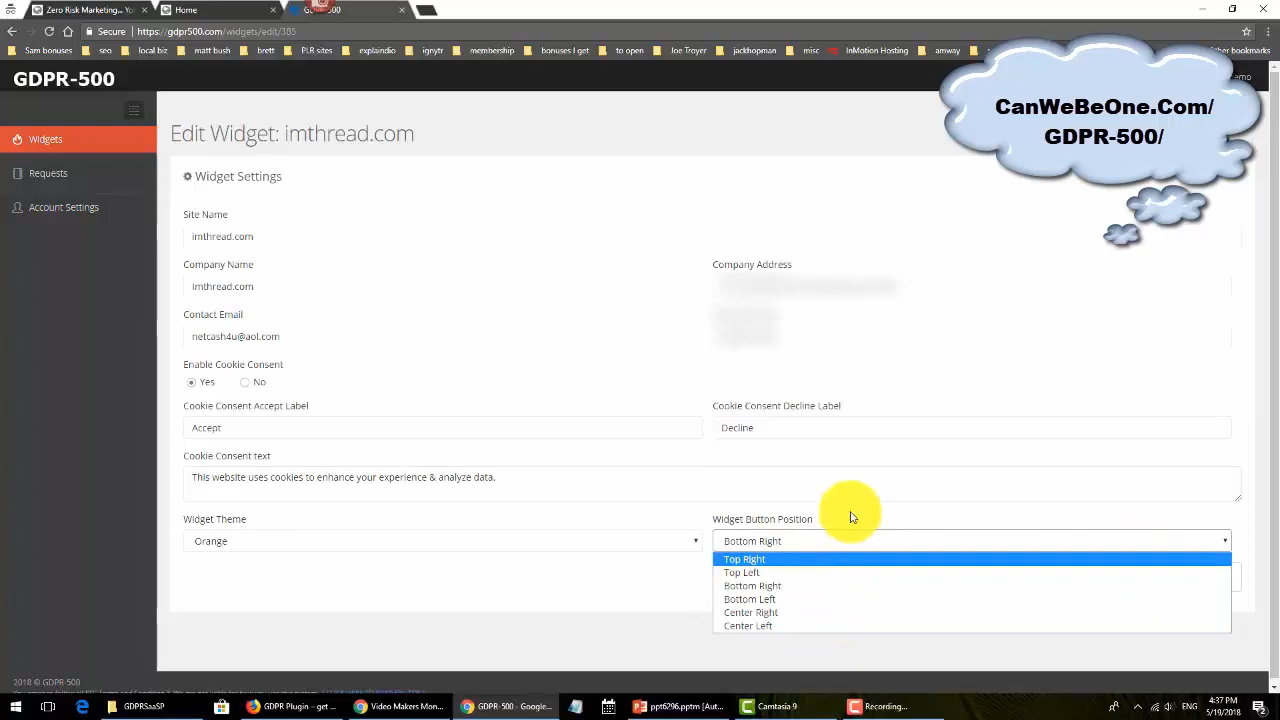 Zero Risk Marketing... Yo
Home
GDPR-500
Secure
https://gdpr500.com/widgets/edit/385
Sam bonuses
seo
local biz
matt bush
brett
PLR sites
explaindio
ignytr
membership
bonuses I get
to open
Joe Troyer
jackhopman
misc
InMotion Hosting
amway
Other bookmarks
GDPR-500
CanWeBeOne.Com/
GDPR-500/
Widgets
Requests
Account Settings
Edit Widget: imthread.com
Widget Settings
Site Name
imthread.com
Company Name
Company Address
Imthread.com
Contact Email
netcash4u@aol.com
Enable Cookie Consent
Yes
No
Cookie Consent Accept Label
Cookie Consent Decline Label
Accept
Decline
Cookie Consent text
This website uses cookies to enhance your experience & analyze data.
Widget Theme
Widget Button Position
Orange
Bottom Right
Top Right
Top Left
Bottom Right
Bottom Left
Center Right
Center Left
2018 © GDPR-500
GDPRSaaSP
GDPR Plugin – get ...
Video Makers Mon...
GDPR-500 - Google...
ppt6296.pptm [Aut...
Camtasia 9
Recording...
ENG
4:37 PM
5/19/2018
2